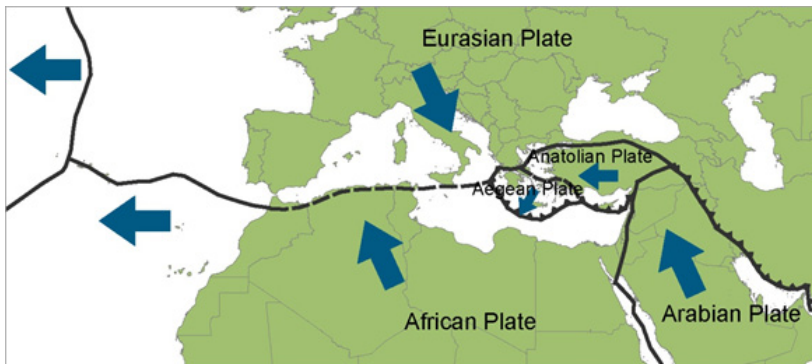 Eurasian Plate
Anatolian Plate
Aegean Plate
African Plate
Arabian Plate